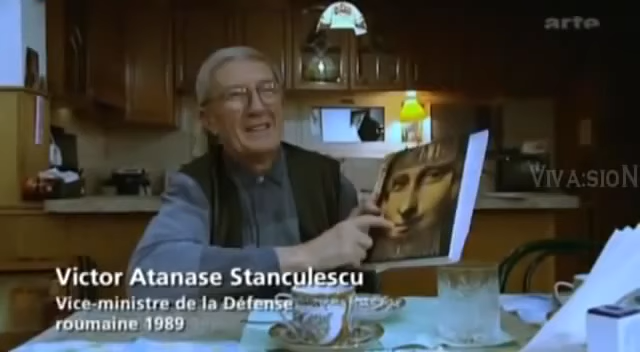 arte
VIVA:SION
Victor Atanase Stanculescu
Vice-ministre de la Défense
roumaine 1989